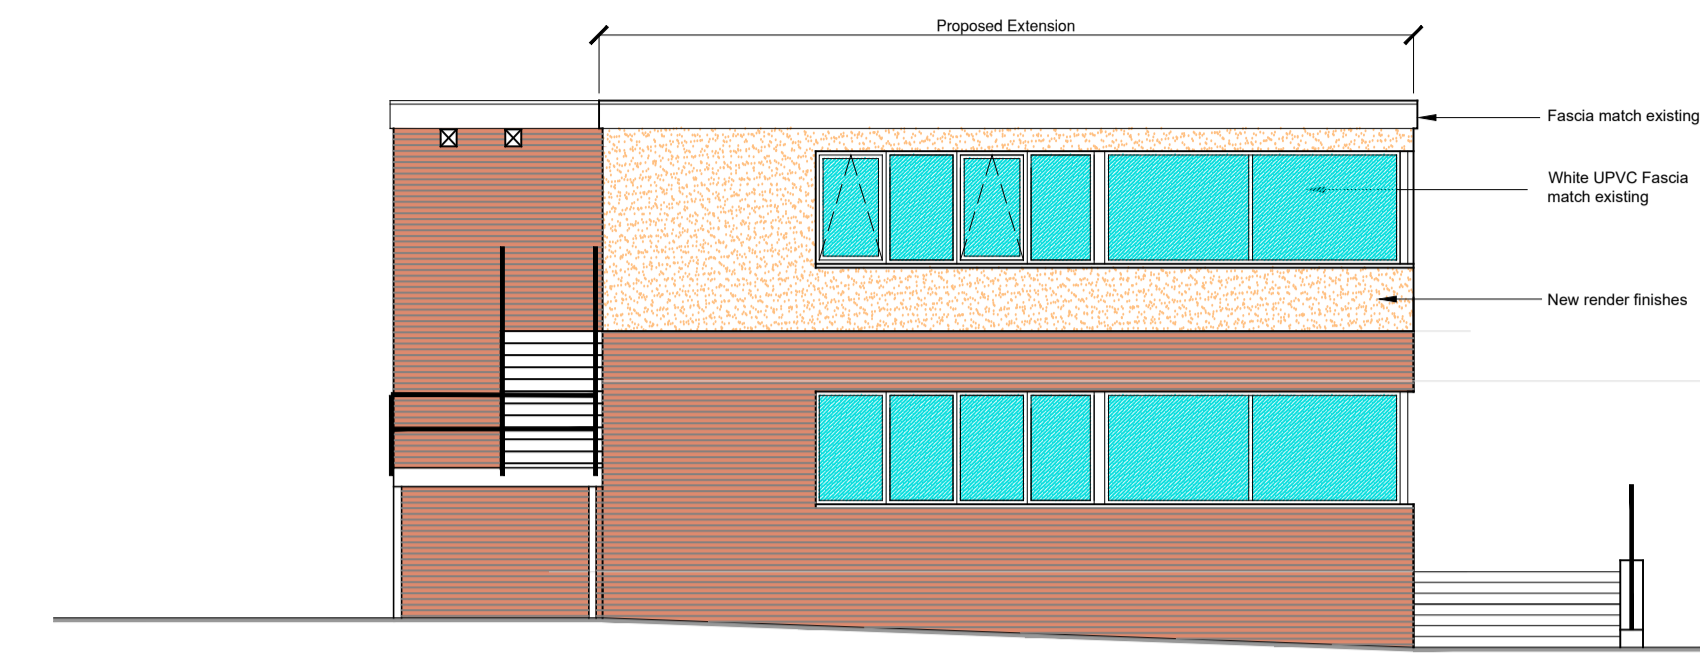 Proposed Extension
Fascia match existing
White UPVC Fascia
match existing
New render finishes